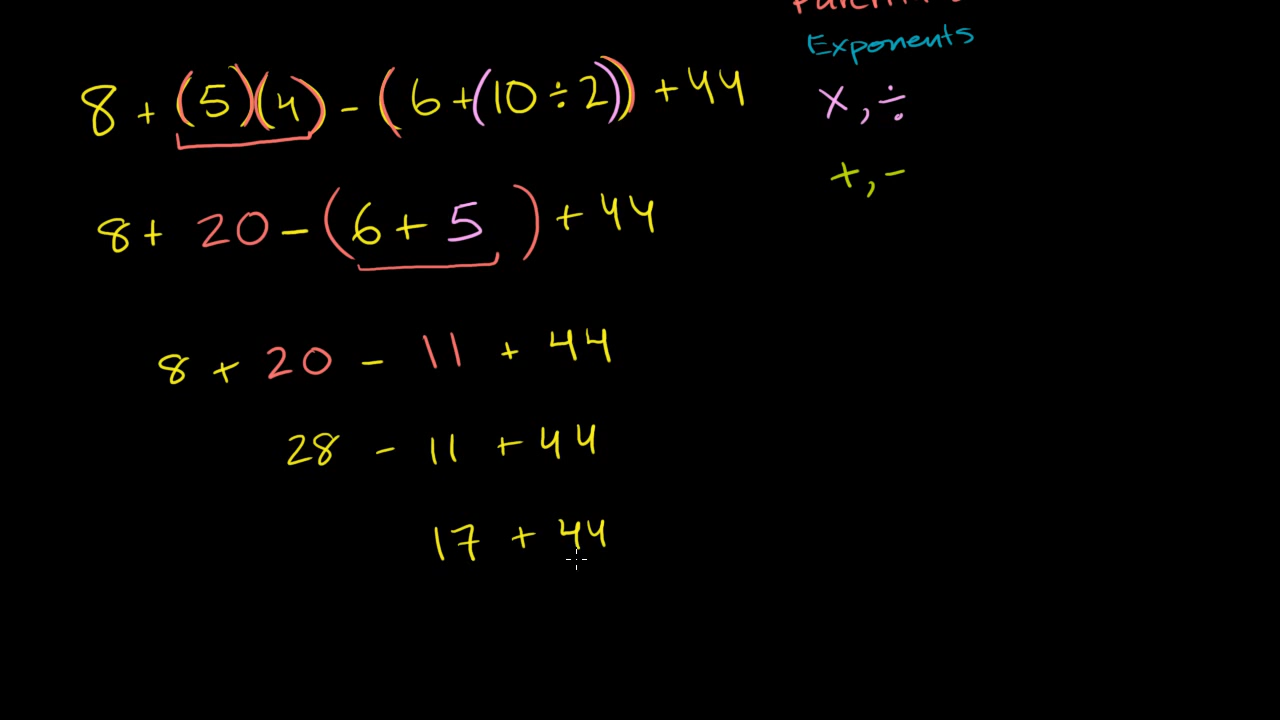 Exponents
8 + (5)(4) - (6 + (10 ÷ 2)) + 44
×, ÷
+, -
8 + 20 - (6 + 5) + 44
8 + 20 - 11 + 44
28 - 11 + 44
17 + 44